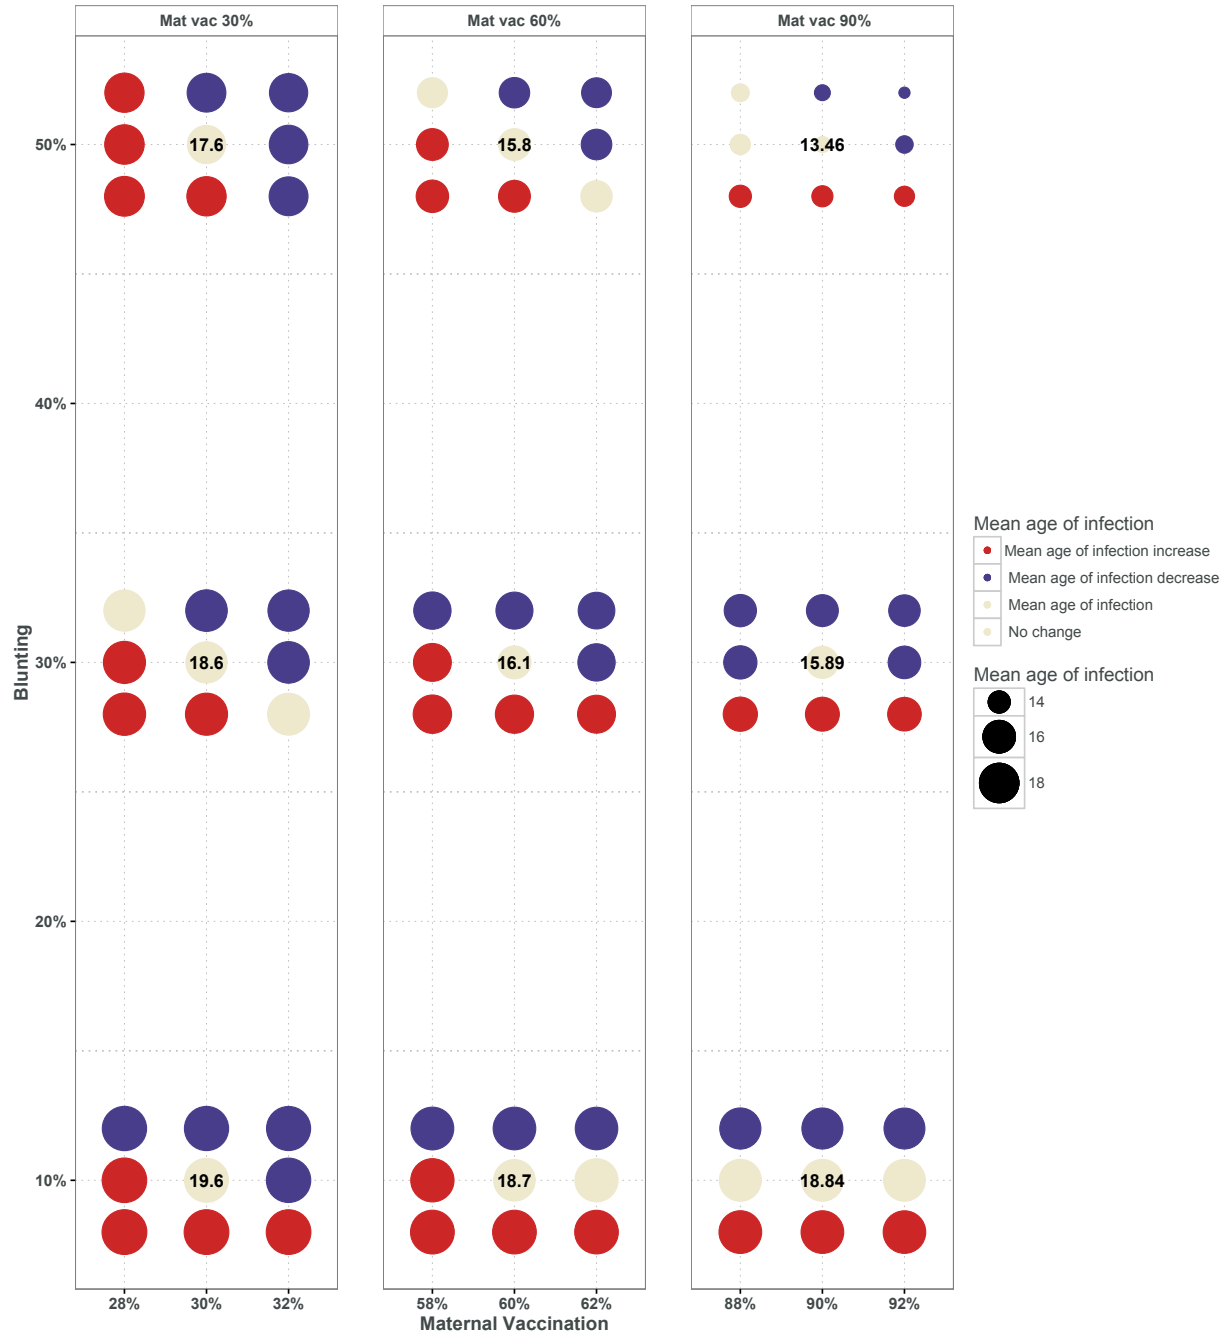 Mat vac 30% Mat vac 60% Mat vac 90%
50% 17.6 15.8 13.46
40%
30% 18.6 16.1 15.89
20%
10% 19.6 18.7 18.84
28% 30% 32% 58% 60% 62% 88% 90% 92%
Maternal Vaccination
Blunting
Mean age of infection
Mean age of infection increase
Mean age of infection decrease
Mean age of infection
No change
Mean age of infection
14
16
18